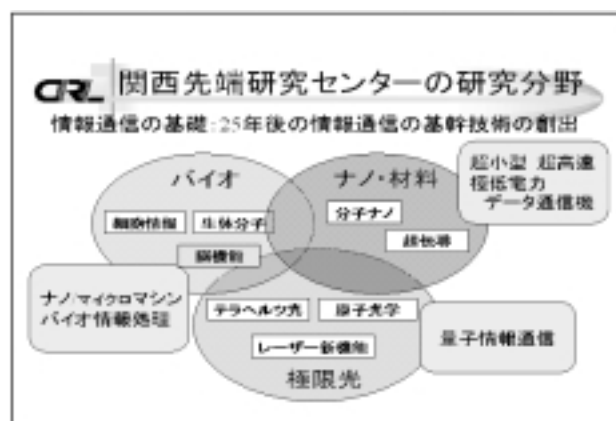 CRL 関西先端研究センターの研究分野
情報通信の基礎:25年後の情報通信の基幹技術の創出
バイオ
ナノ・材料
超小型 超高速
極低電力
データ通信機
細胞情報
生体分子
脳機能
分子ナノ
超伝導
ナノ/マイクロマシン
バイオ情報処理
テラヘルツ光
原子光学
レーザー新機能
極限光
量子情報通信